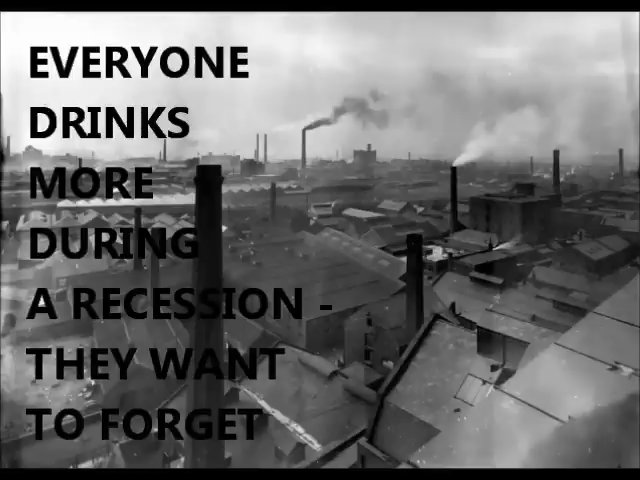 EVERYONE
DRINKS
MORE
DURING
A RECESSION -
THEY WANT
TO FORGET